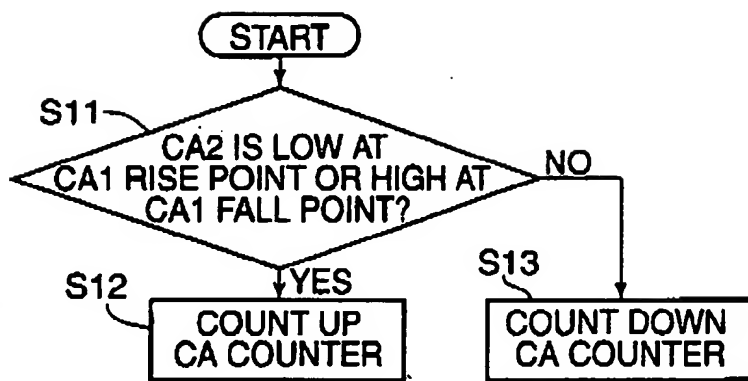 START
S11
CA2 IS LOW AT
CA1 RISE POINT OR HIGH AT
CA1 FALL POINT?
NO
YES
S12
COUNT UP
CA COUNTER
S13
COUNT DOWN
CA COUNTER